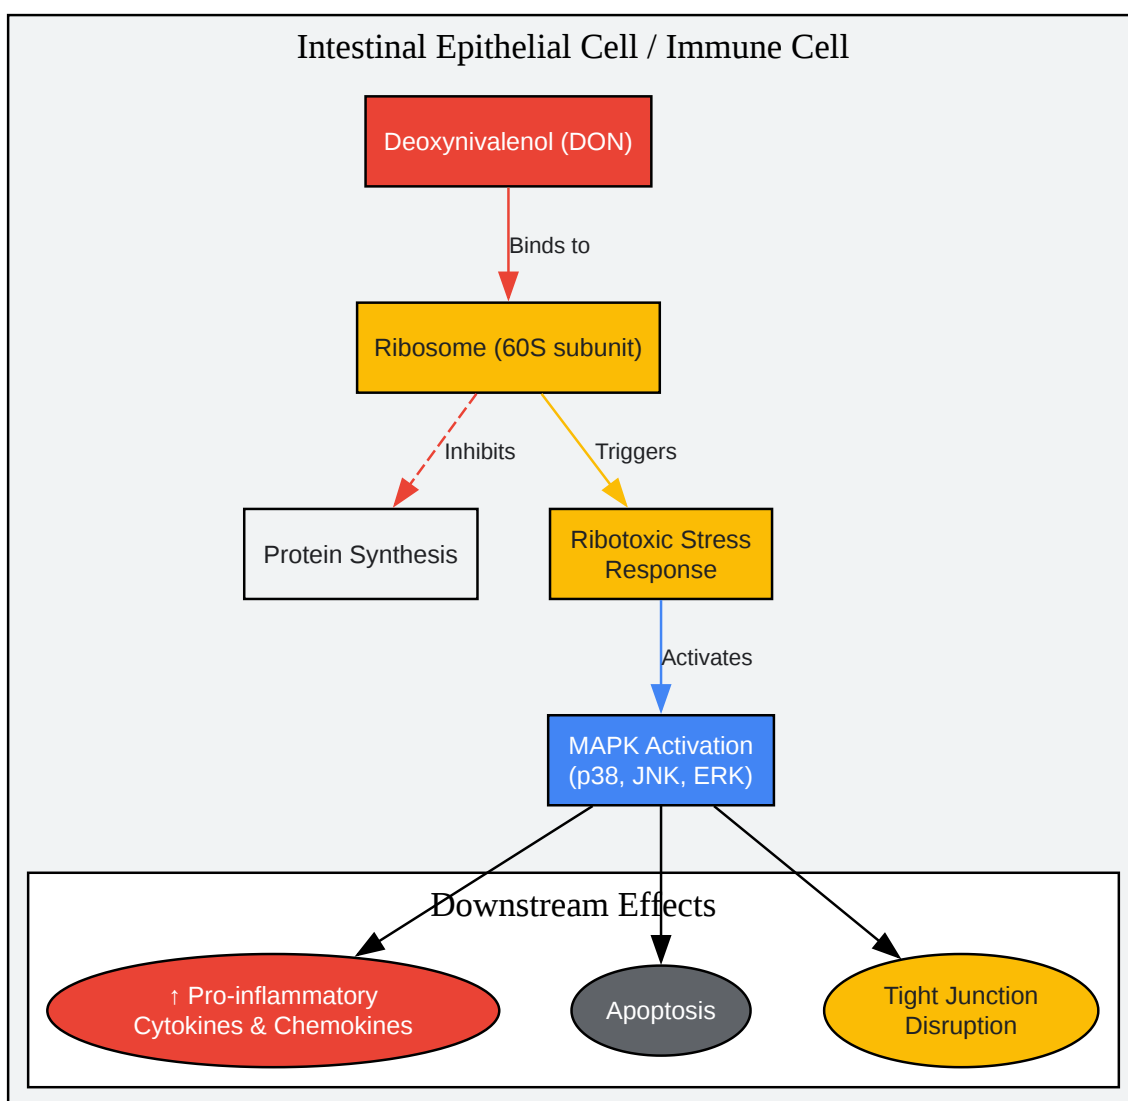 Intestinal Epithelial Cell / Immune Cell
Deoxynivalenol (DON)
Binds to
Ribosome (60S subunit)
Inhibits
Triggers
Protein Synthesis
Ribotoxic Stress
Response
Activates
MAPK Activation
(p38, JNK, ERK)
Downstream Effects
↑ Pro-inflammatory
Cytokines & Chemokines
Apoptosis
Tight Junction
Disruption